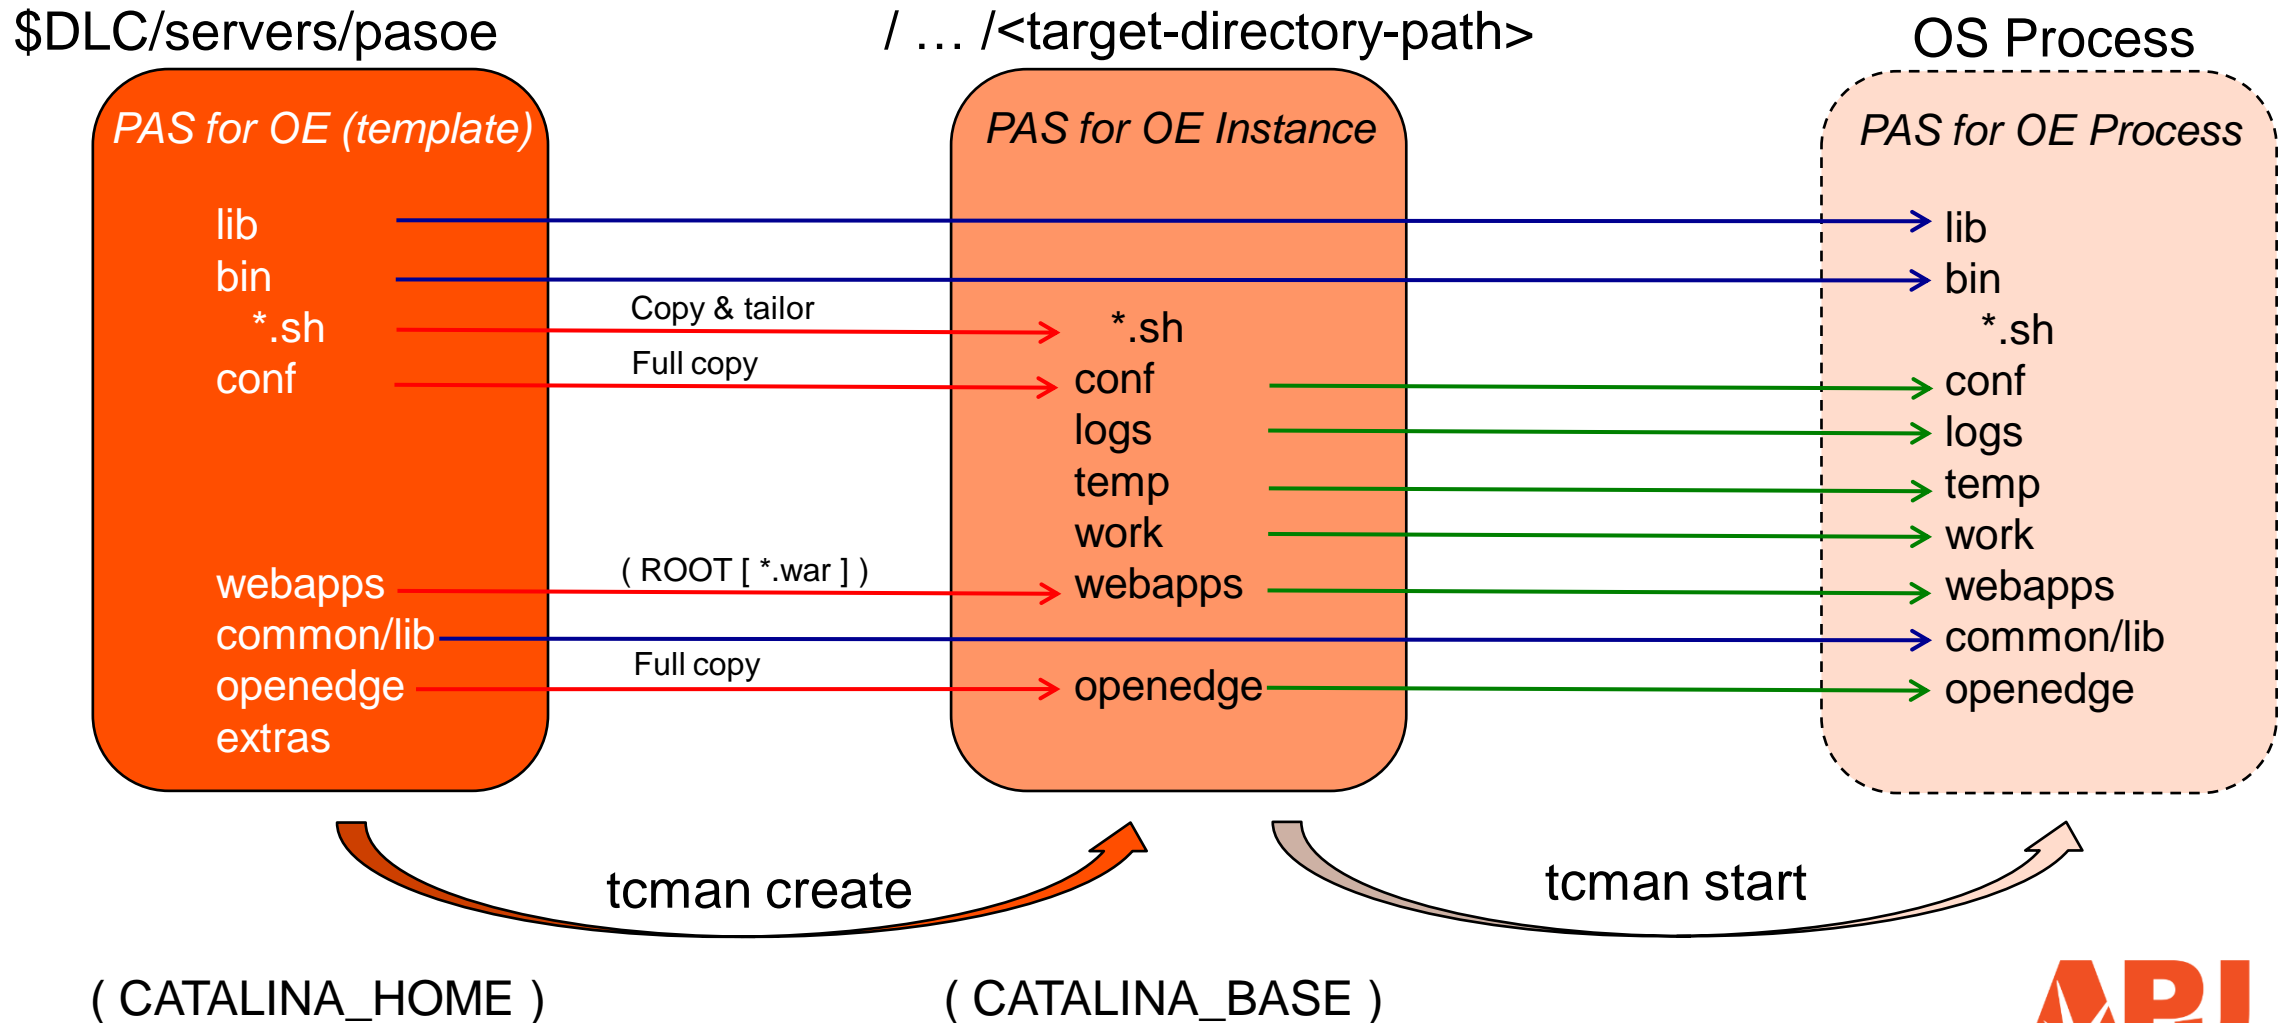 $DLC/servers/pasoe
/ … /<target-directory-path>
OS Process
PAS for OE (template)
lib
bin
*.sh
conf
webapps
common/lib
openedge
extras
Copy & tailor
Full copy
( ROOT [ *.war ] )
Full copy
PAS for OE Instance
*.sh
conf
logs
temp
work
webapps
openedge
PAS for OE Process
lib
bin
*.sh
conf
logs
temp
work
webapps
common/lib
openedge
tcman create
tcman start
( CATALINA_HOME )
( CATALINA_BASE )